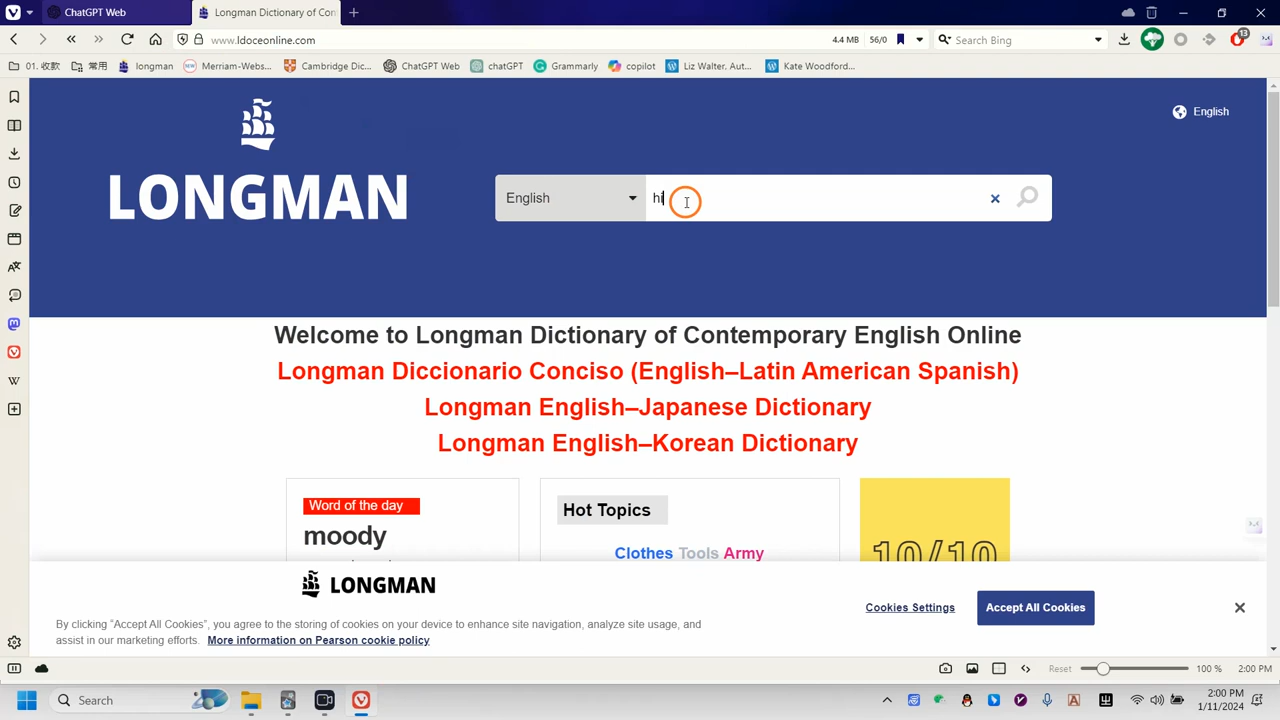 ChatGPT Web
Longman Dictionary of Con
www.ldoceonline.com
4.4 MB
56/0
Search Bing
13
01. 收款
常用
longman
Merriam-Webs...
Cambridge Dic...
ChatGPT Web
chatGPT
Grammarly
copilot
Liz Walter. Aut...
Kate Woodford...
English
LONGMAN
English
hi
Welcome to Longman Dictionary of Contemporary English Online
Longman Diccionario Conciso (English–Latin American Spanish)
Longman English–Japanese Dictionary
Longman English–Korean Dictionary
Word of the day
moody
Hot Topics
Clothes Tools Army
10/10
LONGMAN
By clicking “Accept All Cookies”, you agree to the storing of cookies on your device to enhance site navigation, analyze site usage, and
assist in our marketing efforts. More information on Pearson cookie policy
Cookies Settings
Accept All Cookies
Reset
100 %
2:00 PM
Search
2:00 PM
1/11/2024